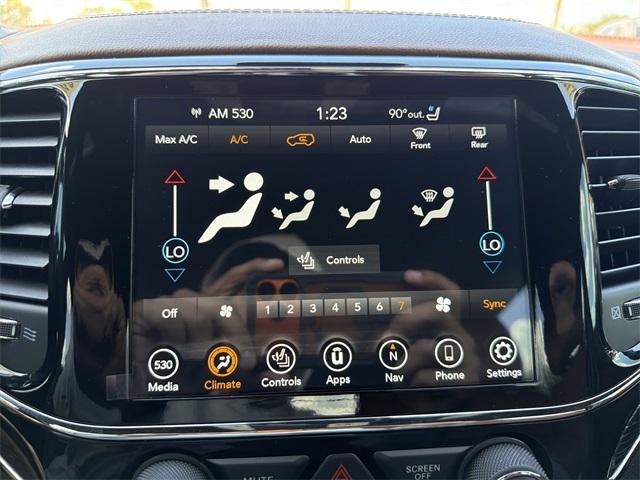 AM 530 1:23 90° out.
Max A/C A/C Auto Front Rear
LO LO
Controls
Off 1 2 3 4 5 6 7 Sync
530
Media Climate Controls Apps Nav Phone Settings
N
MUTE SCREEN OFF